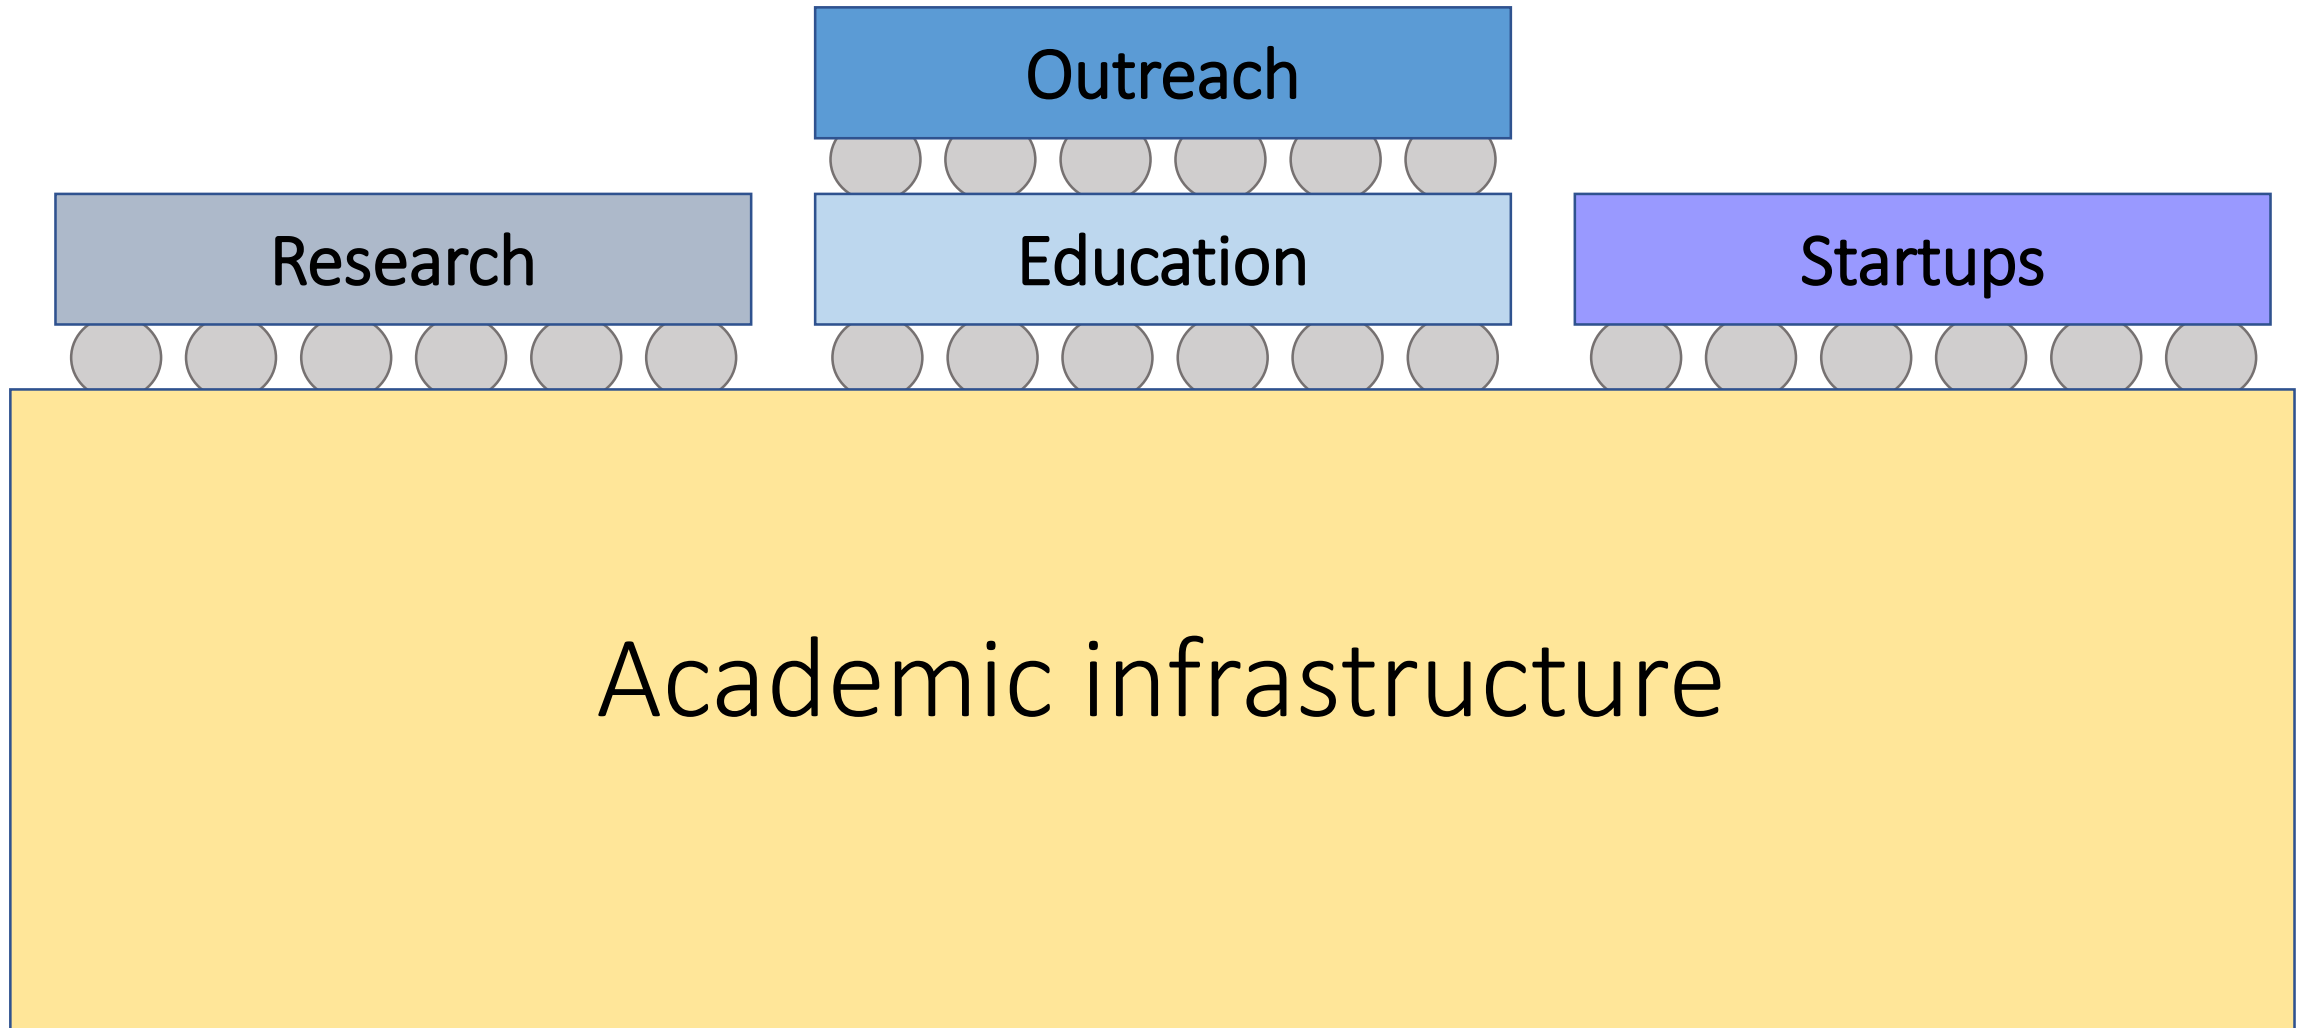 Outreach
Research
Education
Startups
Academic infrastructure